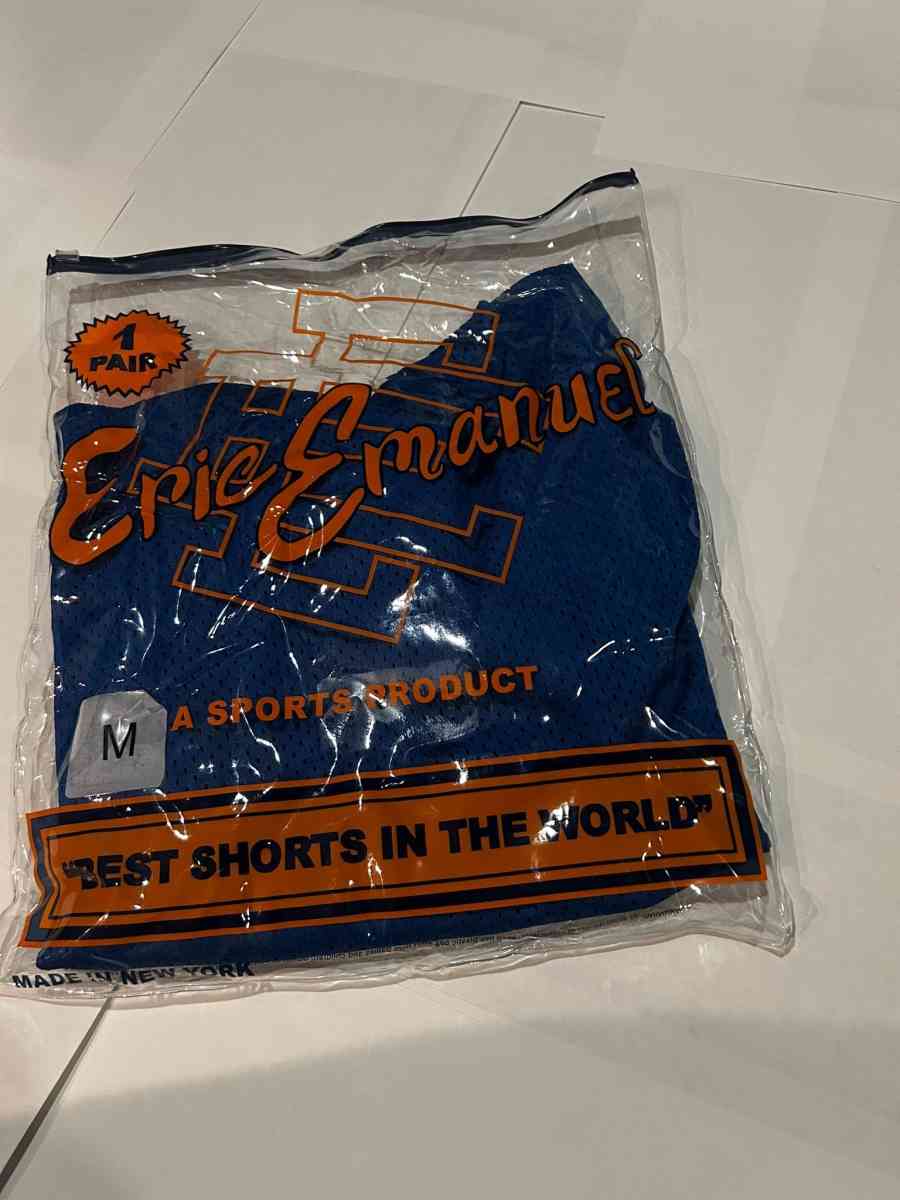 1
PAIR
Eric Emanuel
A SPORTS PRODUCT
M
"BEST SHORTS IN THE WORLD"
MADE IN NEW YORK